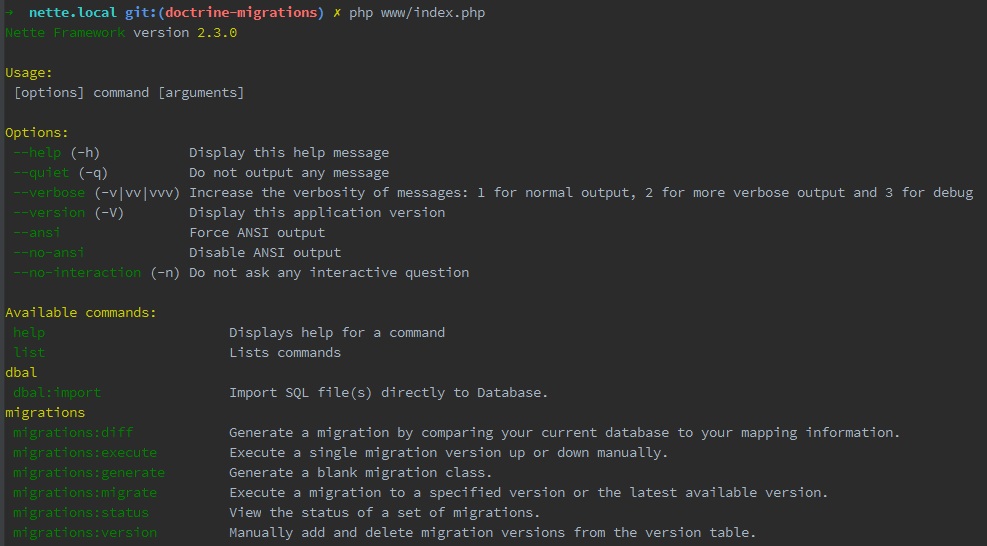 → nette.local git:(doctrine-migrations) ✗ php www/index.php
Nette Framework version 2.3.0
Usage:
[options] command [arguments]
Options:
--help (-h) Display this help message
--quiet (-q) Do not output any message
--verbose (-v|vv|vvv) Increase the verbosity of messages: 1 for normal output, 2 for more verbose output and 3 for debug
--version (-V) Display this application version
--ansi Force ANSI output
--no-ansi Disable ANSI output
--no-interaction (-n) Do not ask any interactive question
Available commands:
help Displays help for a command
list Lists commands
dbal
dbal:import Import SQL file(s) directly to Database.
migrations
migrations:diff Generate a migration by comparing your current database to your mapping information.
migrations:execute Execute a single migration version up or down manually.
migrations:generate Generate a blank migration class.
migrations:migrate Execute a migration to a specified version or the latest available version.
migrations:status View the status of a set of migrations.
migrations:version Manually add and delete migration versions from the version table.